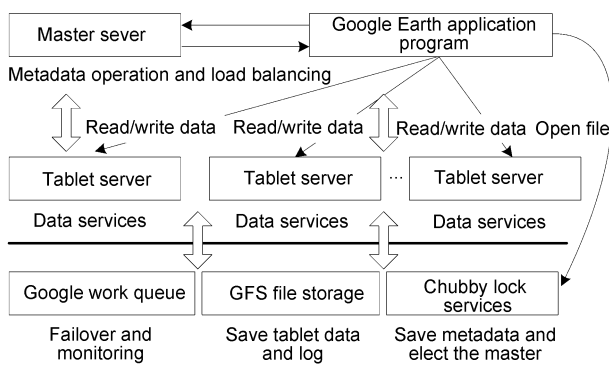 Master sever
Google Earth application
program
Metadata operation and load balancing
Read/write data
Read/write data
Read/write data
Open file
Tablet server
Tablet server
...
Tablet server
Data services
Data services
Data services
Google work queue
GFS file storage
Chubby lock
services
Failover and
monitoring
Save tablet data
and log
Save metadata and
elect the master